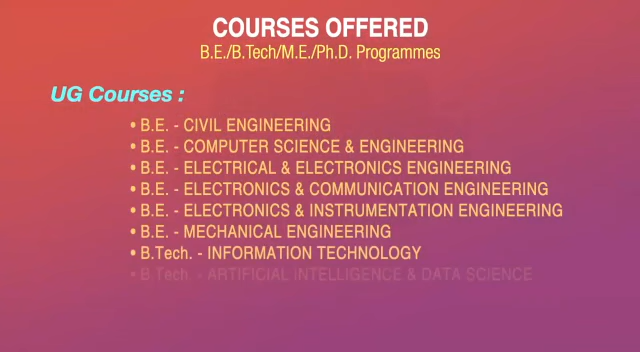 COURSES OFFERED
B.E./B.Tech/M.E./Ph.D. Programmes
UG Courses :
• B.E. - CIVIL ENGINEERING
• B.E. - COMPUTER SCIENCE & ENGINEERING
• B.E. - ELECTRICAL & ELECTRONICS ENGINEERING
• B.E. - ELECTRONICS & COMMUNICATION ENGINEERING
• B.E. - ELECTRONICS & INSTRUMENTATION ENGINEERING
• B.E. - MECHANICAL ENGINEERING
• B.Tech. - INFORMATION TECHNOLOGY
• B.Tech. - ARTIFICIAL INTELLIGENCE & DATA SCIENCE